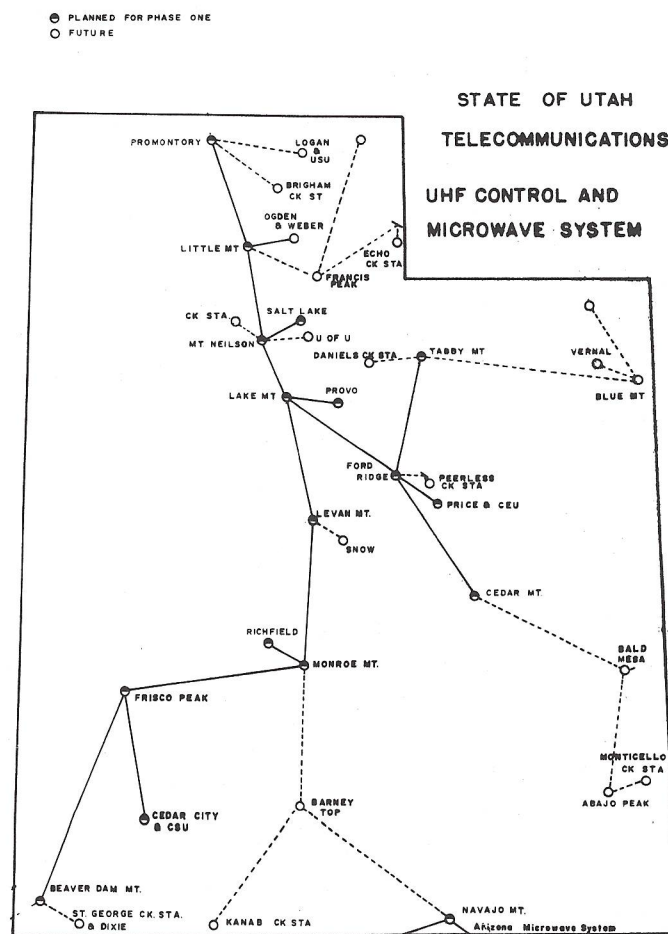 PLANNED FOR PHASE ONE
FUTURE
STATE OF UTAH
TELECOMMUNICATIONS
UHF CONTROL AND
MICROWAVE SYSTEM
PROMONTORY
LOGAN
&
USU
BRIGHAM
CK ST
OGDEN
& WEBER
LITTLE MT
ECHO
CK STA.
FRANCIS
PEAK
CK STA.
SALT LAKE
MT NEILSON
U OF U
DANIELS CK STA
TABBY MT
VERNAL
BLUE MT
LAKE MT
PROVO
FORD
RIDGE
PEERLESS
CK STA
PRICE & CEU
LEVAN MT.
SNOW
CEDAR MT.
RICHFIELD
MONROE MT.
BALD
MESA
FRISCO PEAK
MONTICELLO
CK STA
ABAJO PEAK
CEDAR CITY
& CSU
BARNEY
TOP
BEAVER DAM MT.
ST. GEORGE CK. STA.
& DIXIE
KANAB CK STA
NAVAJO MT.
Arizona Microwave System